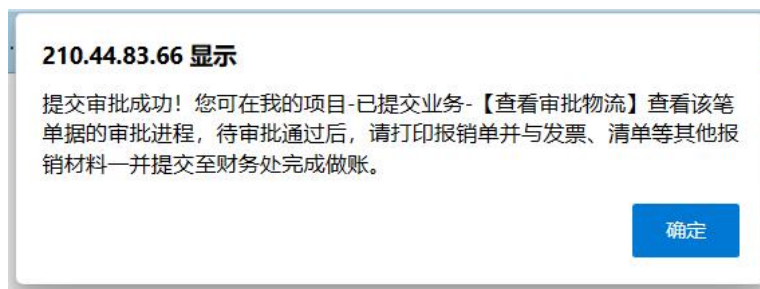 210.44.83.66 显示
提交审批成功！您可在我的项目-已提交业务-【查看审批物流】查看该笔
单据的审批进程，待审批通过后，请打印报销单并与发票、清单等其他报
销材料一并提交至财务处完成做账。
确定